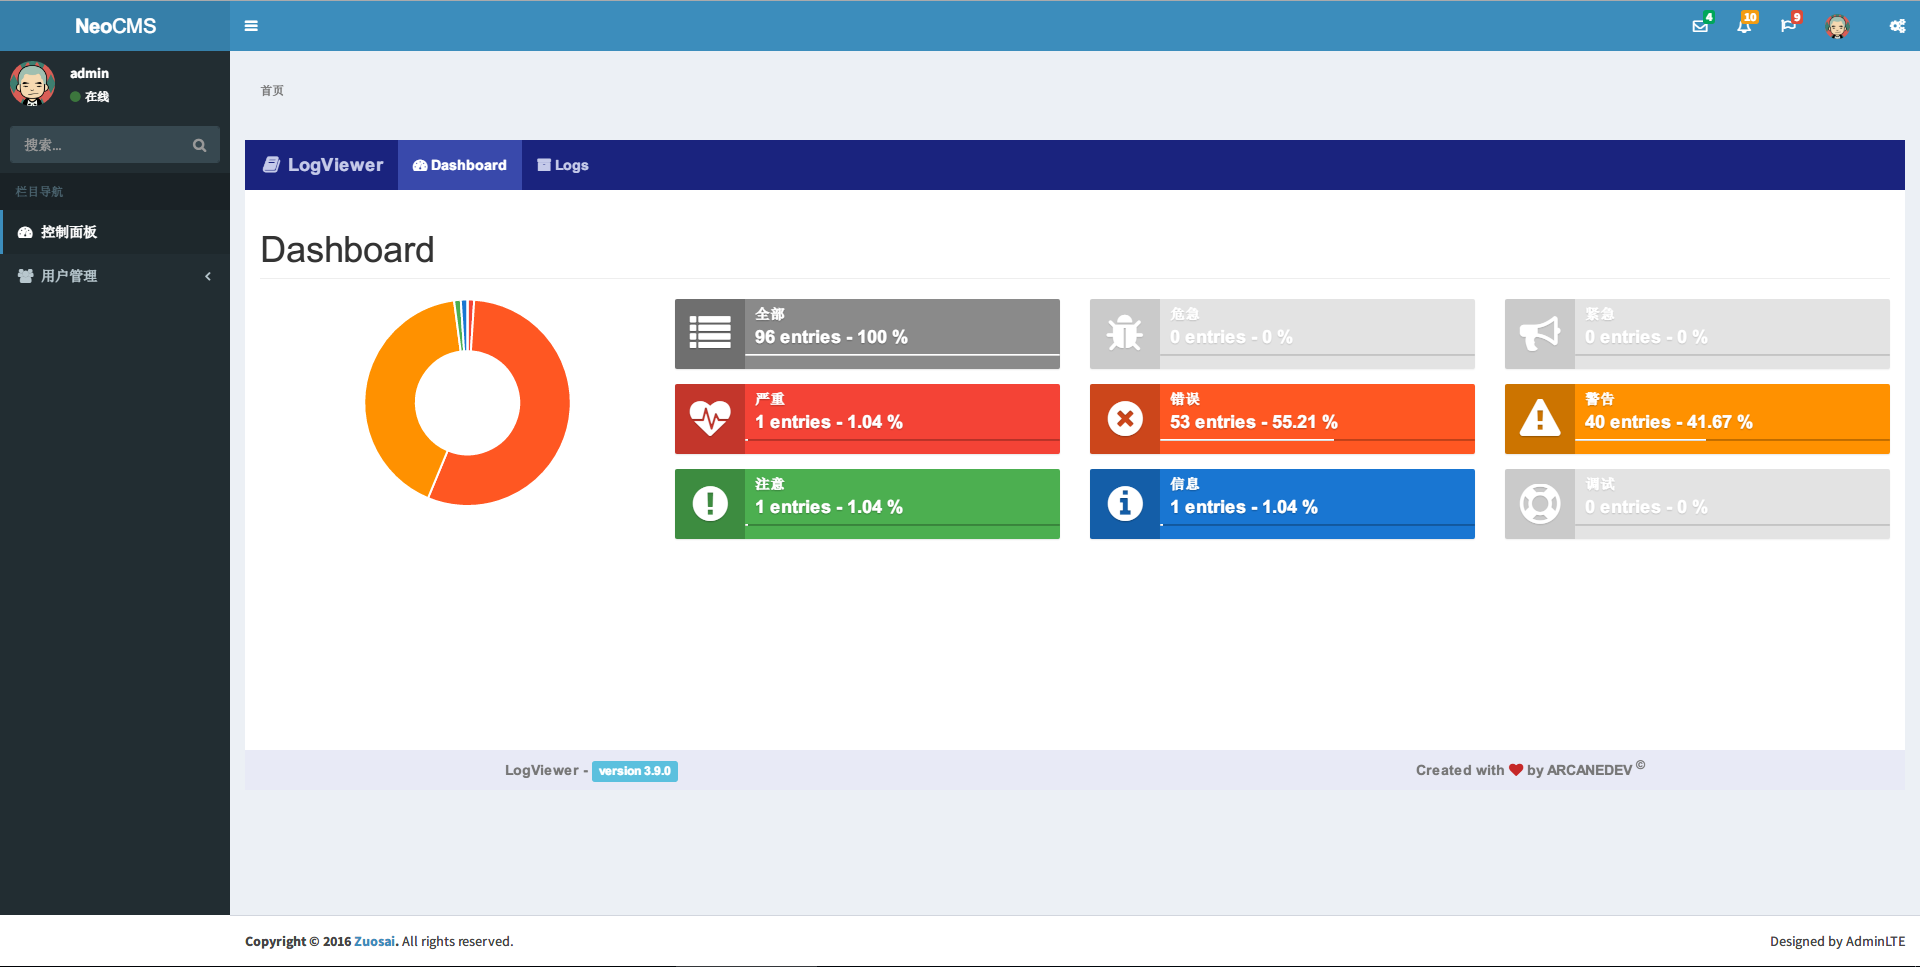 NeoCMS
4
10
9
admin
在线
搜索...
栏目导航
控制面板
用户管理
首页
LogViewer
Dashboard
Logs
Dashboard
全部
96 entries - 100 %
危急
0 entries - 0 %
紧急
0 entries - 0 %
严重
1 entries - 1.04 %
错误
53 entries - 55.21 %
警告
40 entries - 41.67 %
注意
1 entries - 1.04 %
信息
1 entries - 1.04 %
调试
0 entries - 0 %
LogViewer - version 3.9.0
Created with ❤ by ARCANEDEV ©
Copyright © 2016 Zuosai. All rights reserved.
Designed by AdminLTE